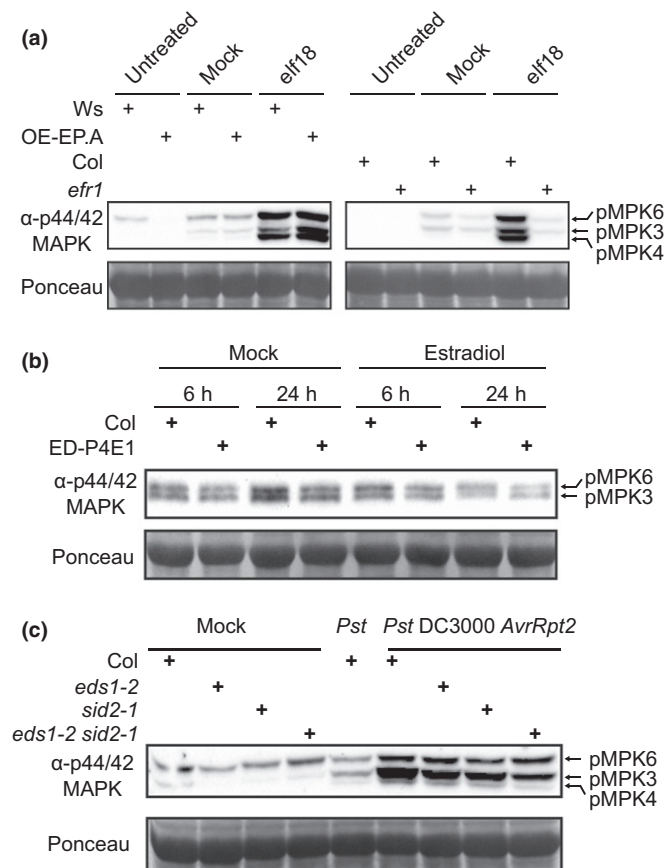 (a)
Untreated Mock elf18 Untreated Mock elf18
Ws + + +
OE-EP.A + + +
Col + + +
efr1 + + +
α-p44/42 MAPK
pMPK6
pMPK3
pMPK4
Ponceau
(b)
Mock Estradiol
6 h 24 h 6 h 24 h
Col + + + +
ED-P4E1 + + + +
α-p44/42 MAPK
pMPK6
pMPK3
Ponceau
(c)
Mock Pst Pst DC3000 AvrRpt2
Col + + +
eds1-2 + +
sid2-1 + +
eds1-2 sid2-1 + +
α-p44/42 MAPK
pMPK6
pMPK3
pMPK4
Ponceau